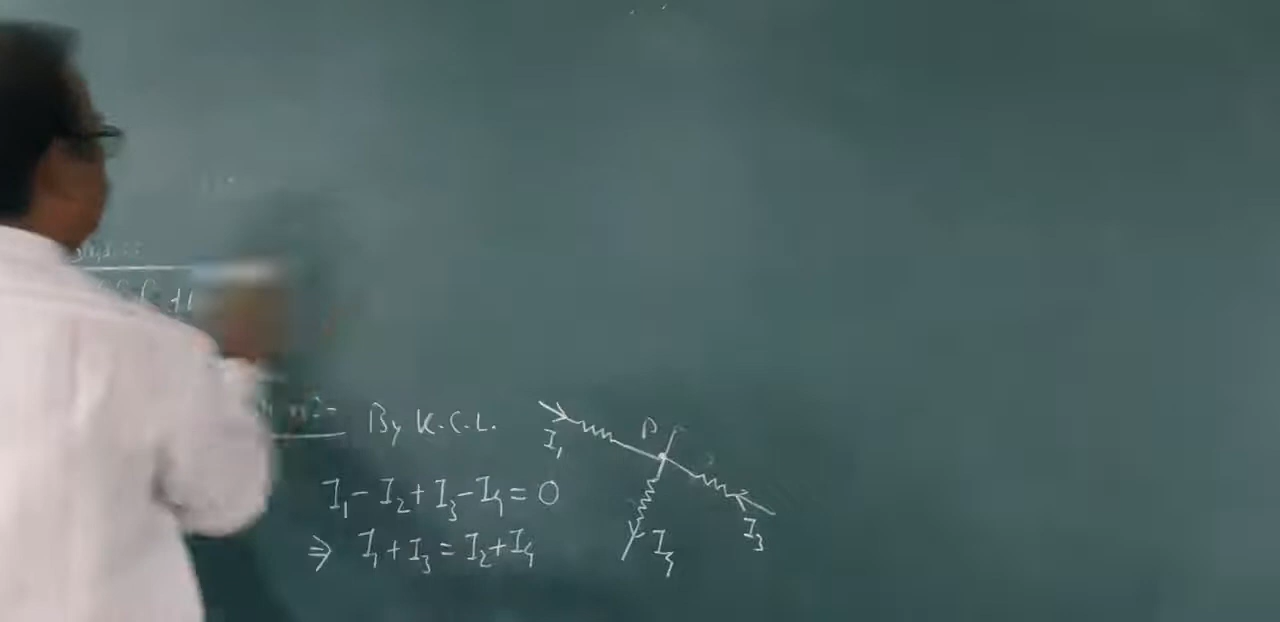 By K.C.L.
I₁ - I₂ + I₃ - I₄ = 0
⇒ I₁ + I₃ = I₂ + I₄
I₁
P
I₃
I₄